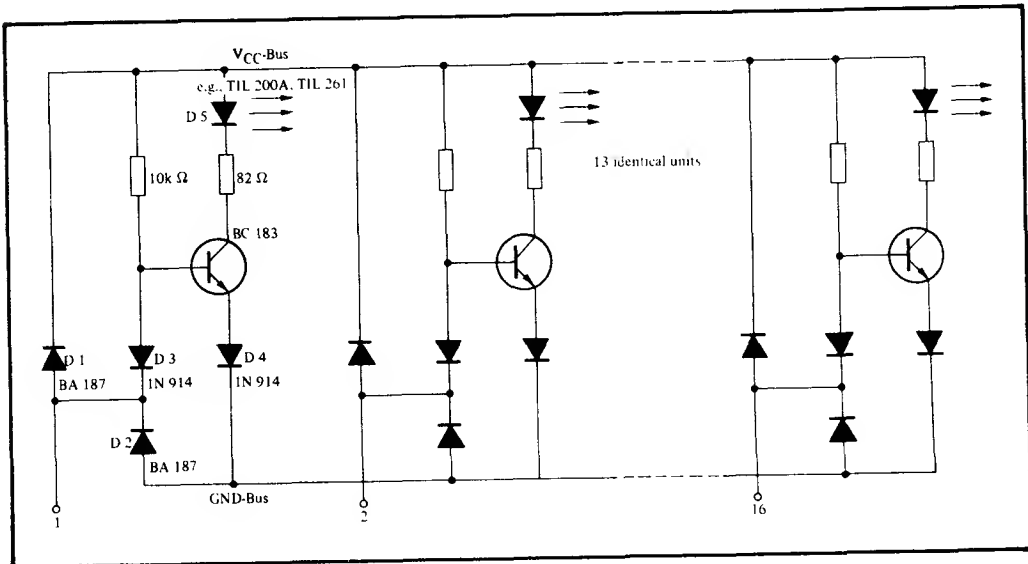 VCC-Bus
e.g., TIL 200A, TIL 261
D 5
10k Ω
82 Ω
13 identical units
BC 183
D 1
D 3
D 4
BA 187
1N 914
1N 914
D 2
BA 187
GND-Bus
1
2
16